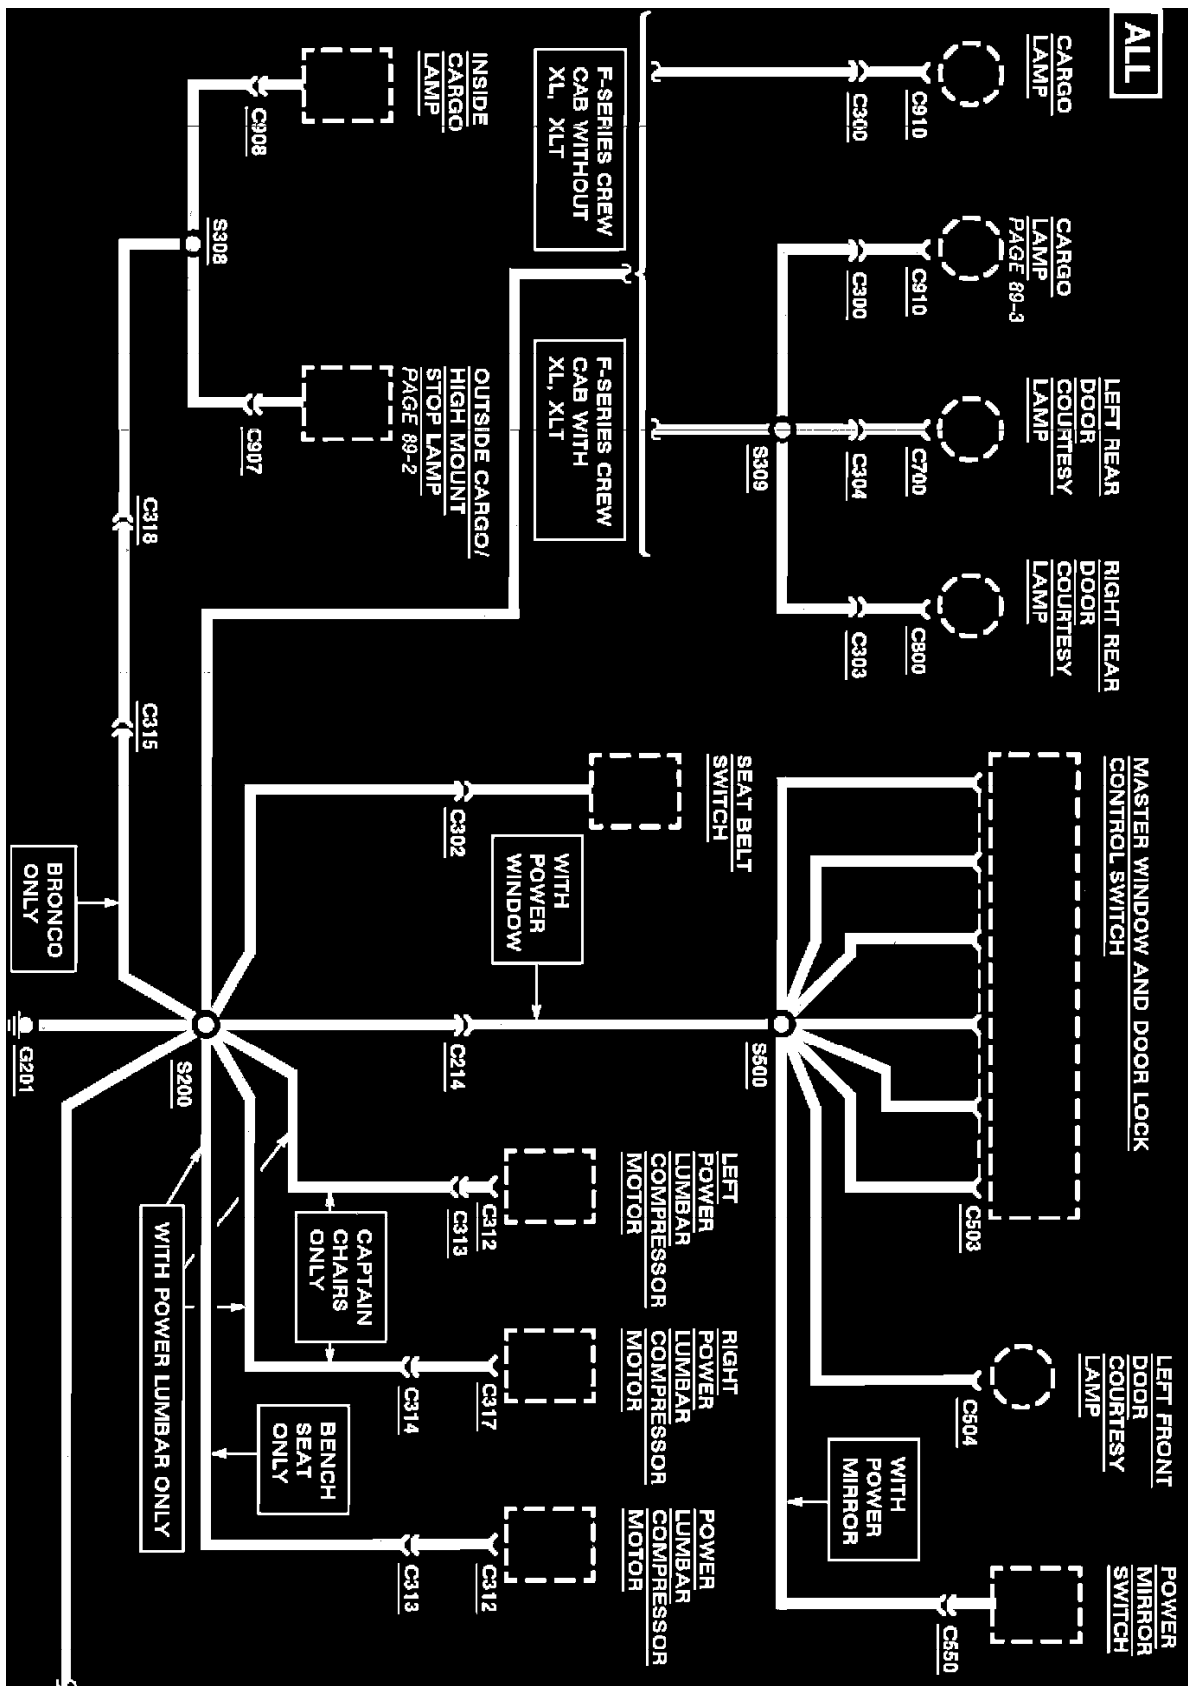 ALL
CARGO
LAMP
C910
C300
CARGO
LAMP
PAGE 89-3
C910
C300
LEFT REAR
DOOR
COURTESY
LAMP
C700
C304
S309
RIGHT REAR
DOOR
COURTESY
LAMP
C800
C303
MASTER WINDOW AND DOOR LOCK
CONTROL SWITCH
C503
S500
LEFT FRONT
DOOR
COURTESY
LAMP
C504
WITH
POWER
MIRROR
POWER
MIRROR
SWITCH
C550
F-SERIES CREW
CAB WITHOUT
XL, XLT
F-SERIES CREW
CAB WITH
XL, XLT
INSIDE
CARGO
LAMP
C908
S308
OUTSIDE CARGO/
HIGH MOUNT
STOP LAMP
PAGE 89-2
C907
C318
C315
SEAT BELT
SWITCH
C302
WITH
POWER
WINDOW
C214
LEFT
POWER
LUMBAR
COMPRESSOR
MOTOR
C312
C313
RIGHT
POWER
LUMBAR
COMPRESSOR
MOTOR
C317
C314
POWER
LUMBAR
COMPRESSOR
MOTOR
C312
C313
CAPTAIN
CHAIRS
ONLY
BENCH
SEAT
ONLY
WITH POWER LUMBAR ONLY
BRONCO
ONLY
S200
G201